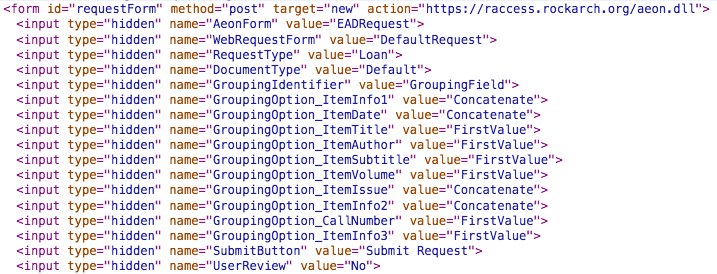 <form id="requestForm" method="post" target="new" action="https://raccess.rockarch.org/aeon.dll">
<input type="hidden" name="AeonForm" value="EADRequest">
<input type="hidden" name="WebRequestForm" value="DefaultRequest">
<input type="hidden" name="RequestType" value="Loan">
<input type="hidden" name="DocumentType" value="Default">
<input type="hidden" name="GroupingIdentifier" value="GroupingField">
<input type="hidden" name="GroupingOption_ItemInfo1" value="Concatenate">
<input type="hidden" name="GroupingOption_ItemDate" value="Concatenate">
<input type="hidden" name="GroupingOption_ItemTitle" value="FirstValue">
<input type="hidden" name="GroupingOption_ItemAuthor" value="FirstValue">
<input type="hidden" name="GroupingOption_ItemSubtitle" value="FirstValue">
<input type="hidden" name="GroupingOption_ItemVolume" value="FirstValue">
<input type="hidden" name="GroupingOption_ItemIssue" value="Concatenate">
<input type="hidden" name="GroupingOption_ItemInfo2" value="Concatenate">
<input type="hidden" name="GroupingOption_CallNumber" value="FirstValue">
<input type="hidden" name="GroupingOption_ItemInfo3" value="FirstValue">
<input type="hidden" name="SubmitButton" value="Submit Request">
<input type="hidden" name="UserReview" value="No">